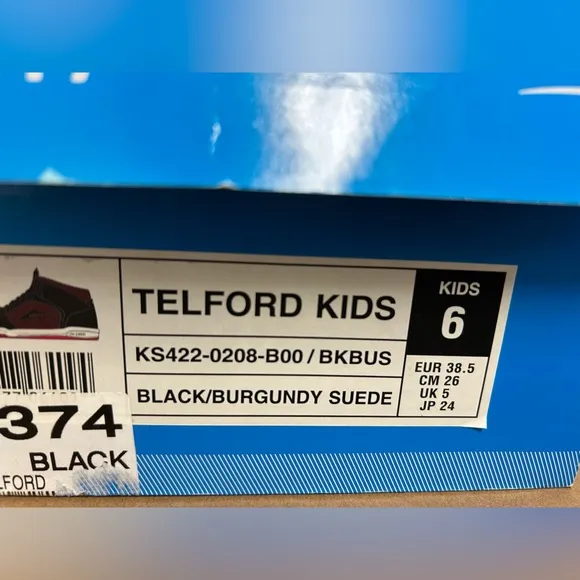 TELFORD KIDS
KS422-0208-B00 / BKBUS
BLACK/BURGUNDY SUEDE
KIDS
6
EUR 38.5
CM 26
UK 5
JP 24
374
BLACK
LFORD